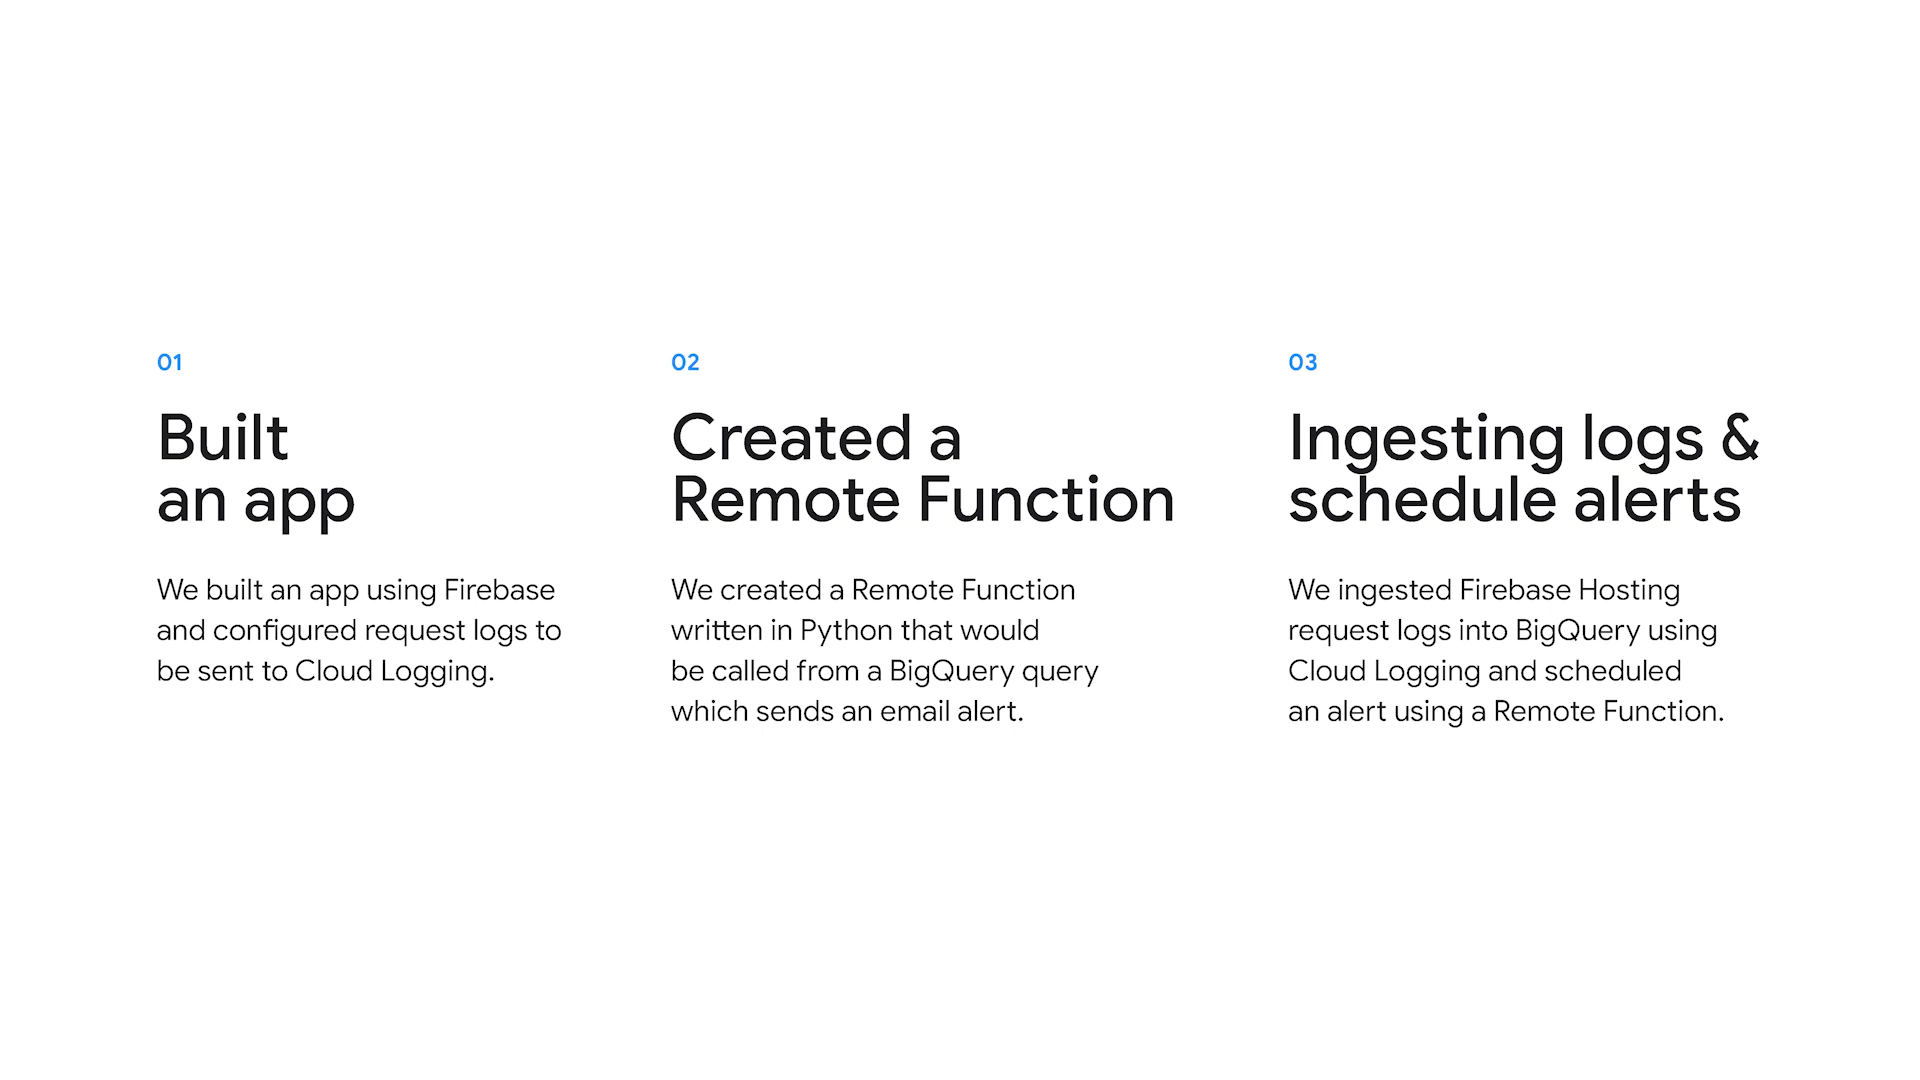 01
Built
an app
We built an app using Firebase
and configured request logs to
be sent to Cloud Logging.
02
Created a
Remote Function
We created a Remote Function
written in Python that would
be called from a BigQuery query
which sends an email alert.
03
Ingesting logs &
schedule alerts
We ingested Firebase Hosting
request logs into BigQuery using
Cloud Logging and scheduled
an alert using a Remote Function.